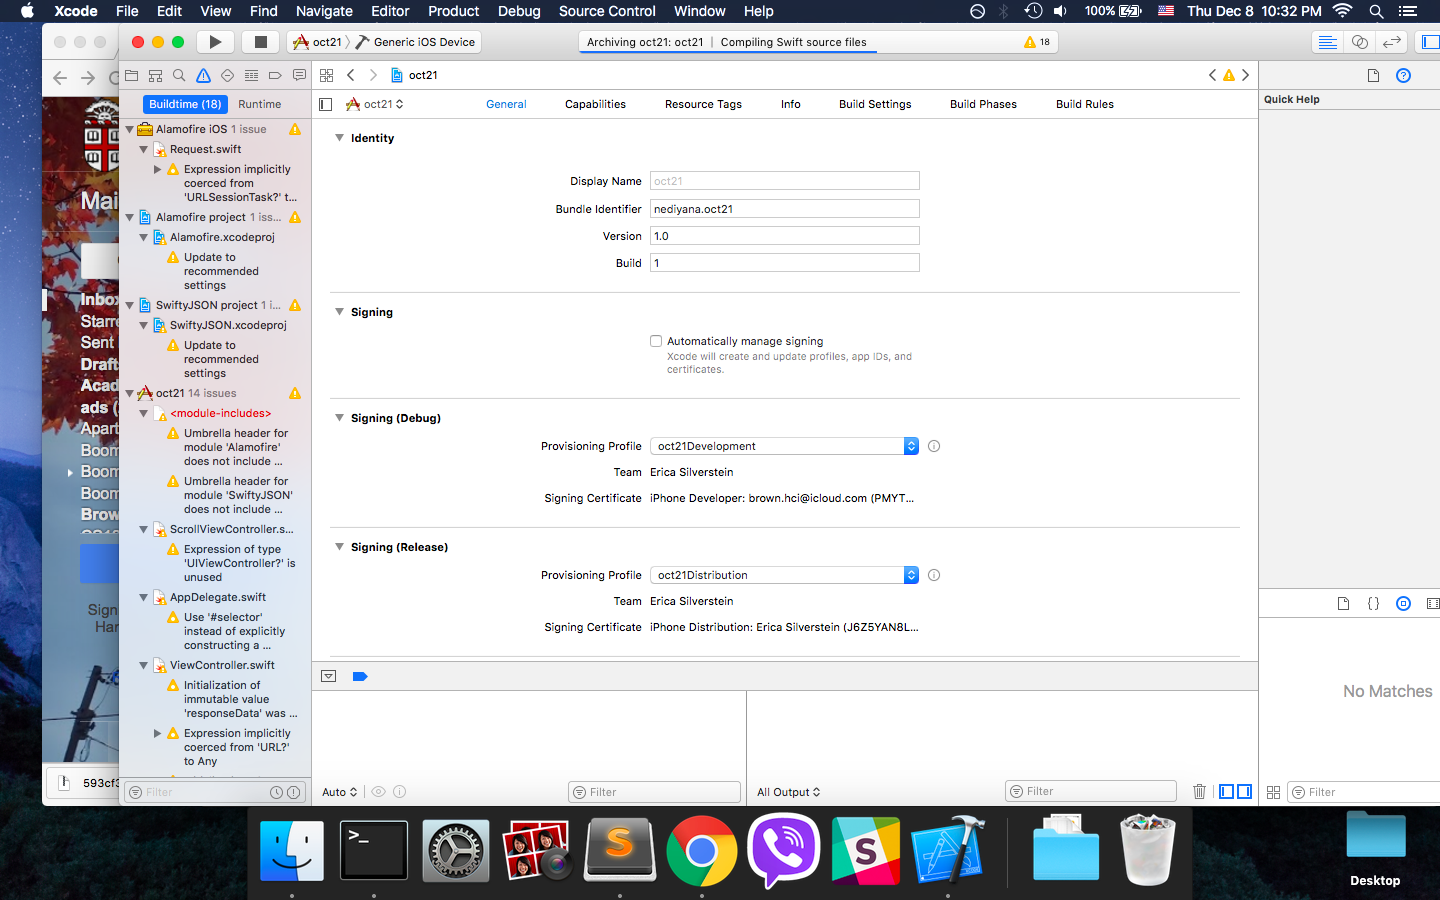 Xcode File Edit View Find Navigate Editor Product Debug Source Control Window Help 100% Thu Dec 8 10:32 PM
oct21 Generic iOS Device Archiving oct21: oct21 | Compiling Swift source files 18
oct21
Buildtime (18) Runtime
oct21 General Capabilities Resource Tags Info Build Settings Build Phases Build Rules
Quick Help
Alamofire iOS 1 issue
Request.swift
Expression implicitly
coerced from
'URLSessionTask?' t...
Alamofire project 1 iss...
Alamofire.xcodeproj
Update to
recommended
settings
SwiftyJSON project 1 i...
SwiftyJSON.xcodeproj
Update to
recommended
settings
oct21 14 issues
<module-includes>
Umbrella header for
module 'Alamofire'
does not include ...
Umbrella header for
module 'SwiftyJSON'
does not include ...
ScrollViewController.s...
Expression of type
'UIViewController?' is
unused
AppDelegate.swift
Use '#selector'
instead of explicitly
constructing a ...
ViewController.swift
Initialization of
immutable value
'responseData' was ...
Expression implicitly
coerced from 'URL?'
to Any
Filter
Identity
Display Name oct21
Bundle Identifier nediyana.oct21
Version 1.0
Build 1
Signing
Automatically manage signing
Xcode will create and update profiles, app IDs, and
certificates.
Signing (Debug)
Provisioning Profile oct21Development
Team Erica Silverstein
Signing Certificate iPhone Developer: brown.hci@icloud.com (PMYT...
Signing (Release)
Provisioning Profile oct21Distribution
Team Erica Silverstein
Signing Certificate iPhone Distribution: Erica Silverstein (J6Z5YAN8L...
Auto Filter All Output Filter
No Matches
Filter
Mai
Inbox
Starre
Sent
Draft
Acad
ads (
Apart
Boom
Boom
Boom
Brow
Sign
Har
593cf3
Desktop